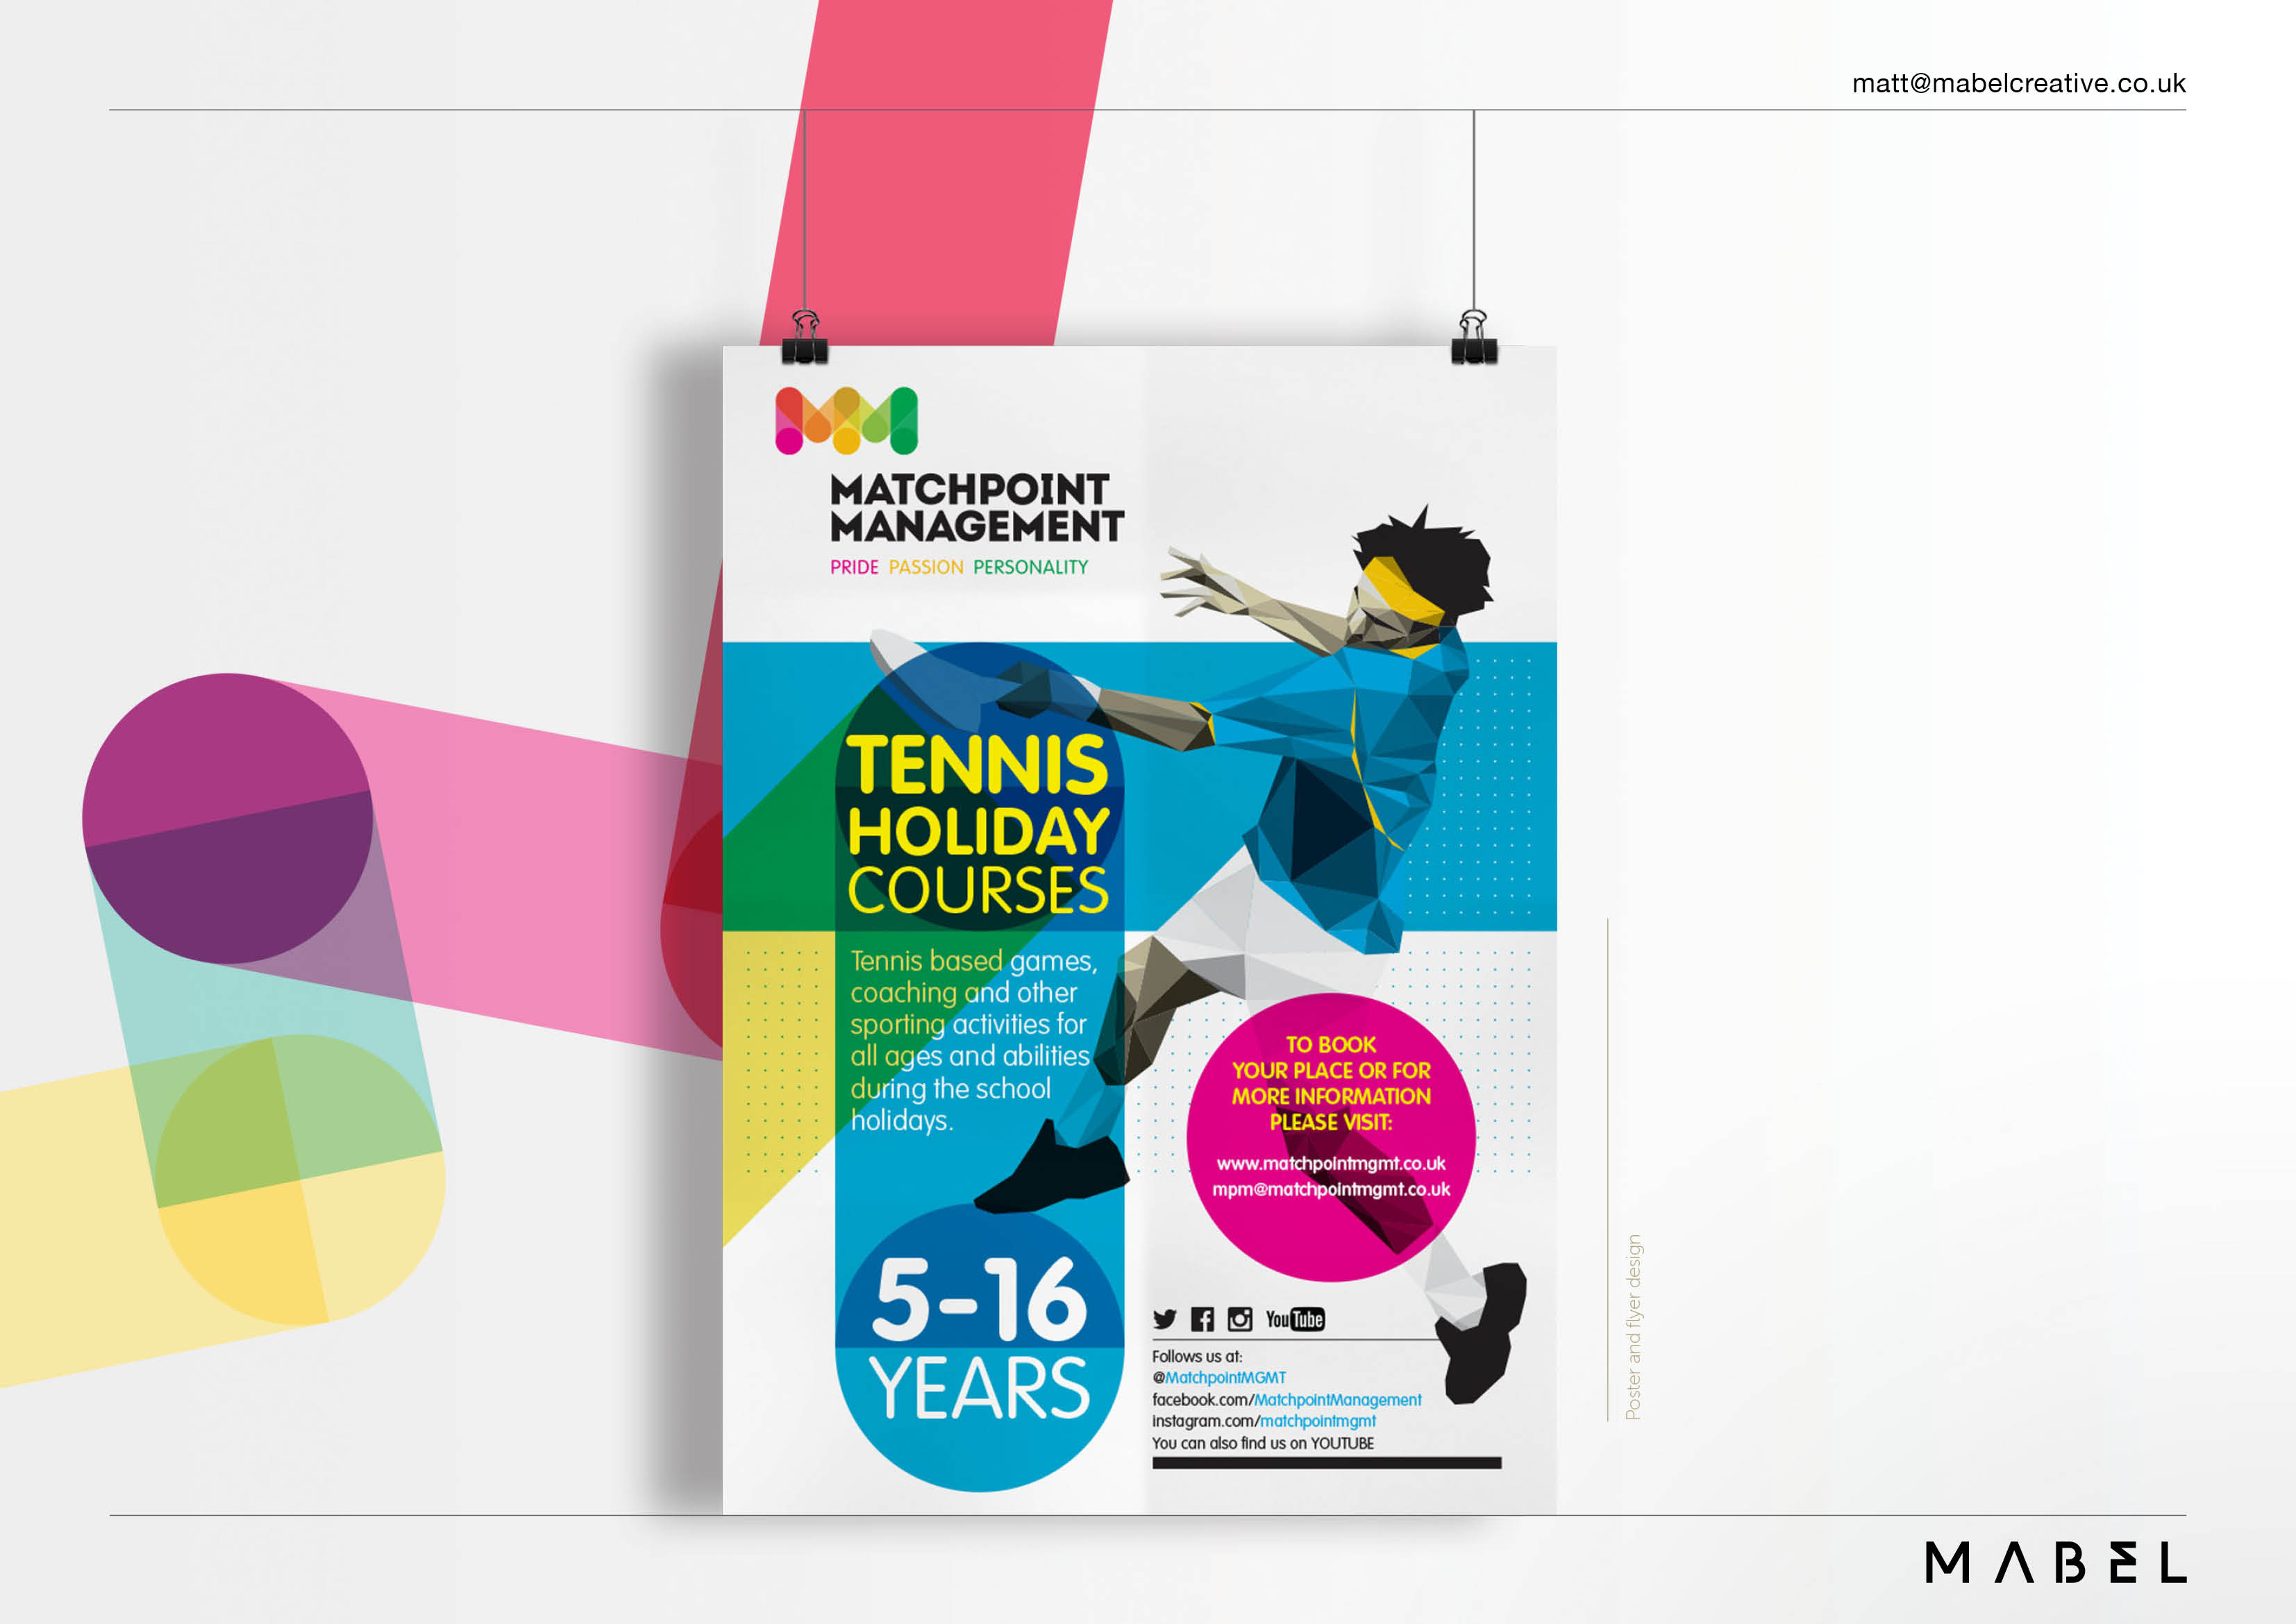 matt@mabelcreative.co.uk
MATCHPOINT
MANAGEMENT
PRIDE PASSION PERSONALITY
TENNIS
HOLIDAY
COURSES
Tennis based games,
coaching and other
sporting activities for
all ages and abilities
during the school
holidays.
TO BOOK
YOUR PLACE OR FOR
MORE INFORMATION
PLEASE VISIT:
www.matchpointmgmt.co.uk
mpm@matchpointmgmt.co.uk
5-16
YEARS
YouTube
Follows us at:
@MatchpointMGMT
facebook.com/MatchpointManagement
instagram.com/matchpointmgmt
You can also find us on YOUTUBE
Poster and flyer design
MABEL